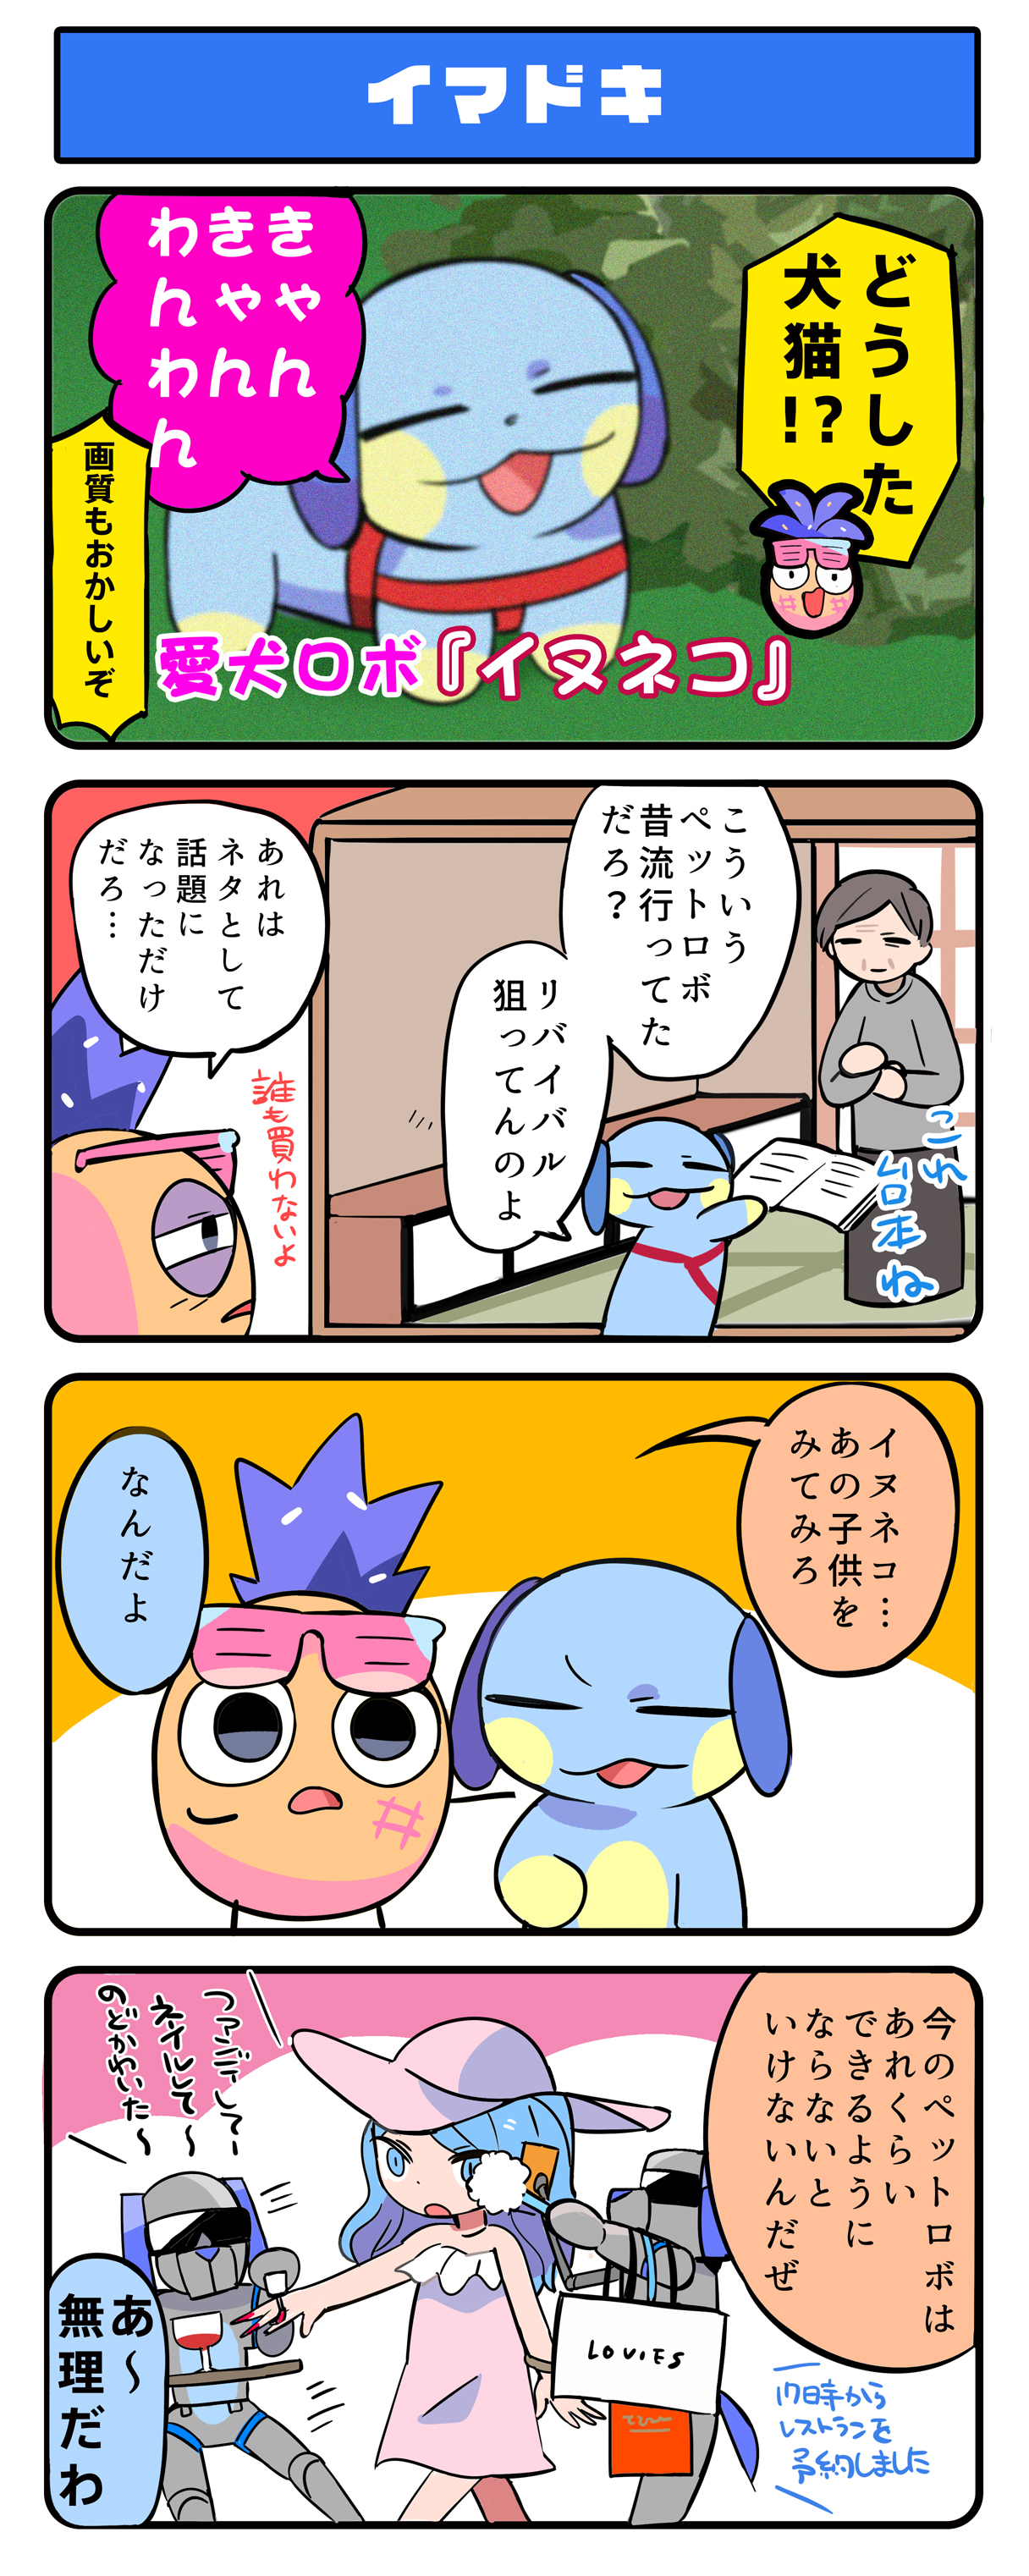 イマドキ
どうした
犬猫!?
きゃん
きゃん
わんわん
画質もおかしいぞ
愛犬ロボ『イヌネコ』
こういう
ペットロボ
昔流行ってた
だろ?
リバイバル
狙ってんのよ
これ
台本ね
あれは
ネタとして
話題に
なっただけ
だろ…
誰も買わないよ
イヌネコ…
あの子供を
みてみろ
なんだよ
今のペットロボは
あれくらい
できるように
ならないと
いけないんだぜ
ファンデして〜
ネイルして〜
のどかわいた〜
LOVIES
17時から
レストランを
予約しました
あ〜
無理だわ